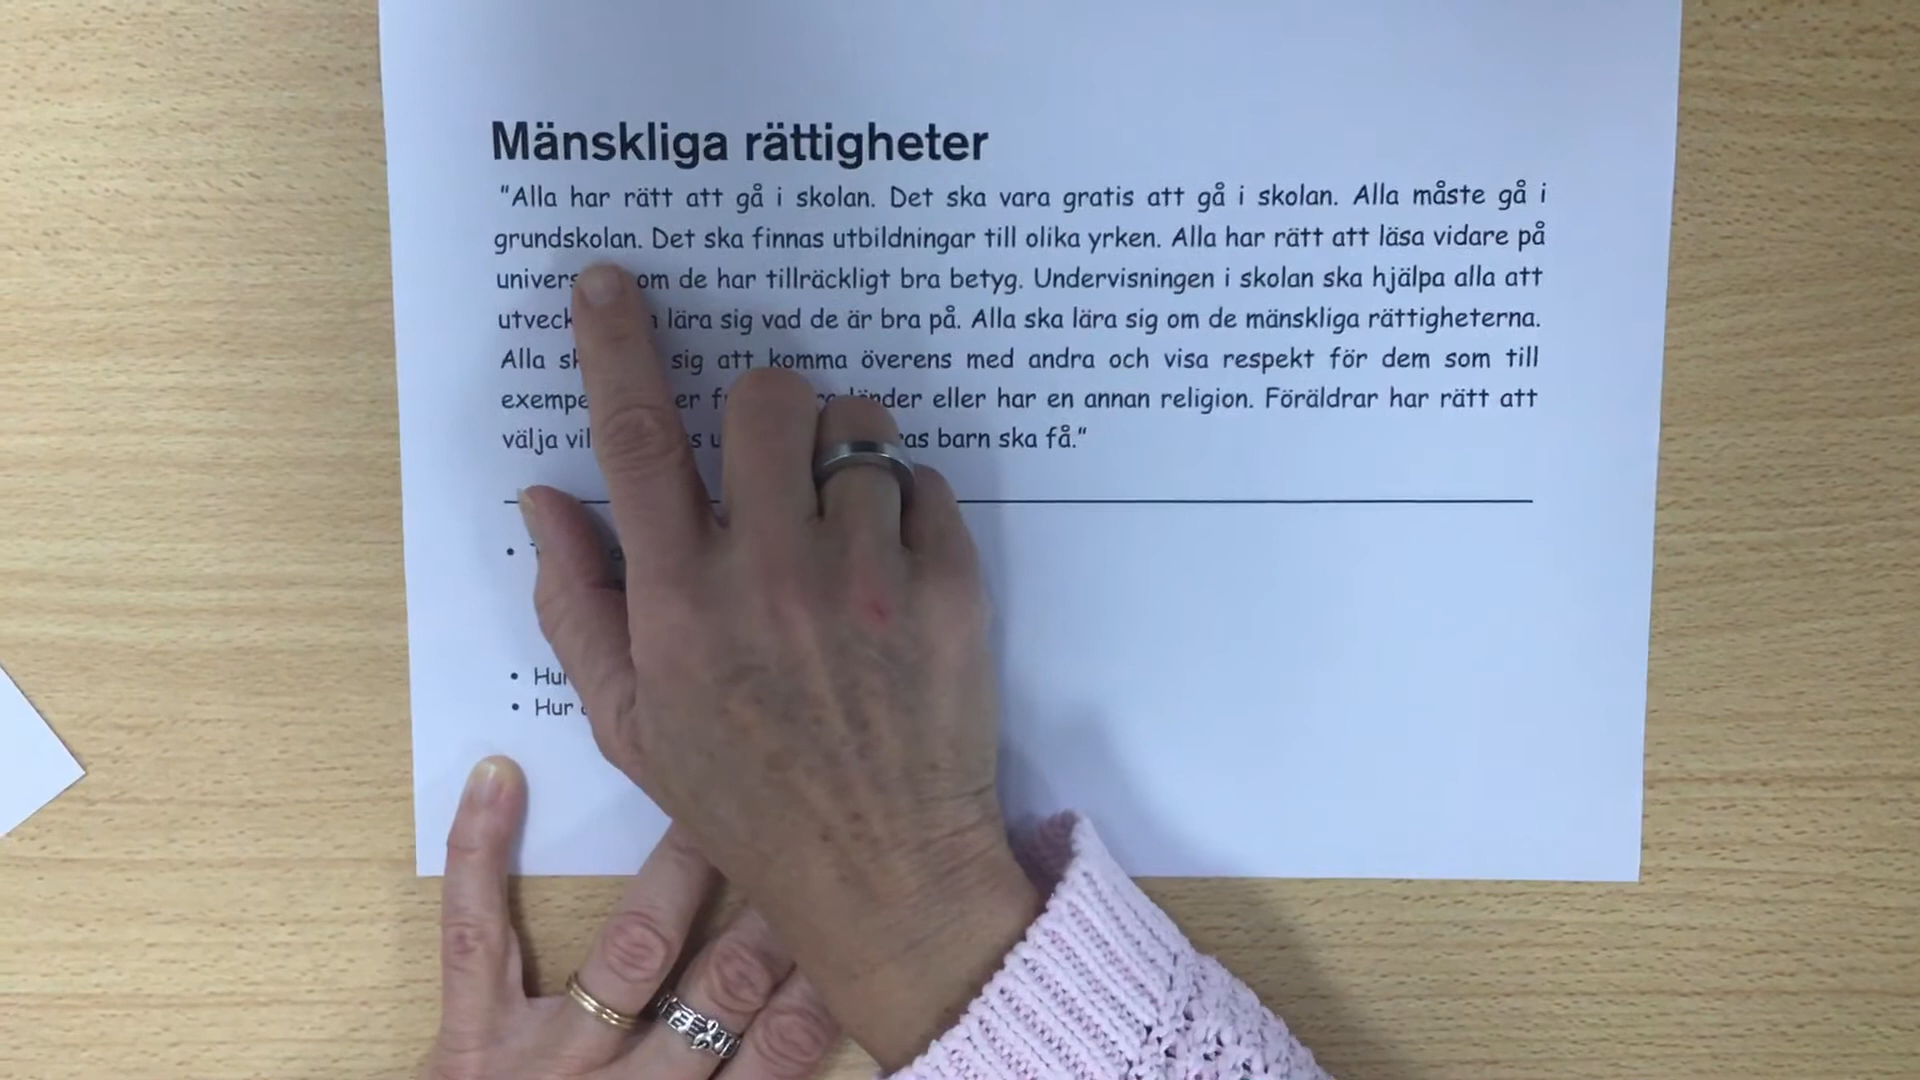 Mänskliga rättigheter
"Alla har rätt att gå i skolan. Det ska vara gratis att gå i skolan. Alla måste gå i
grundskolan. Det ska finnas utbildningar till olika yrken. Alla har rätt att läsa vidare på
om de har tillräckligt bra betyg. Undervisningen i skolan ska hjälpa alla att
lära sig vad de är bra på. Alla ska lära sig om de mänskliga rättigheterna.
Alla sig att komma överens med andra och visa respekt för dem som till
eller har en annan religion. Föräldrar har rätt att
välja barn ska få."
• 
• Hur
• Hur